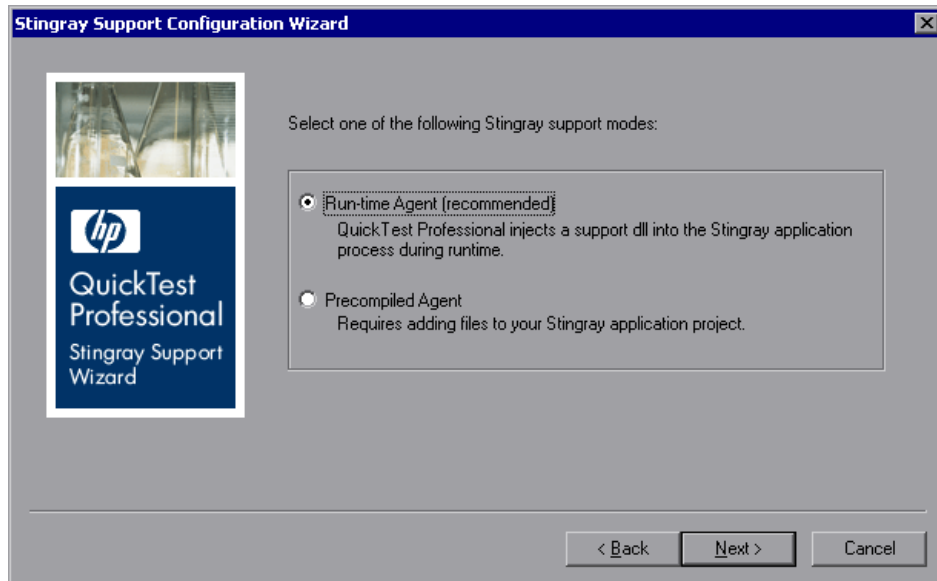 Stingray Support Configuration Wizard
Select one of the following Stingray support modes:
Run-time Agent (recommended)
QuickTest Professional injects a support dll into the Stingray application
process during runtime.
Precompiled Agent
Requires adding files to your Stingray application project.
hp
QuickTest
Professional
Stingray Support
Wizard
< Back
Next >
Cancel